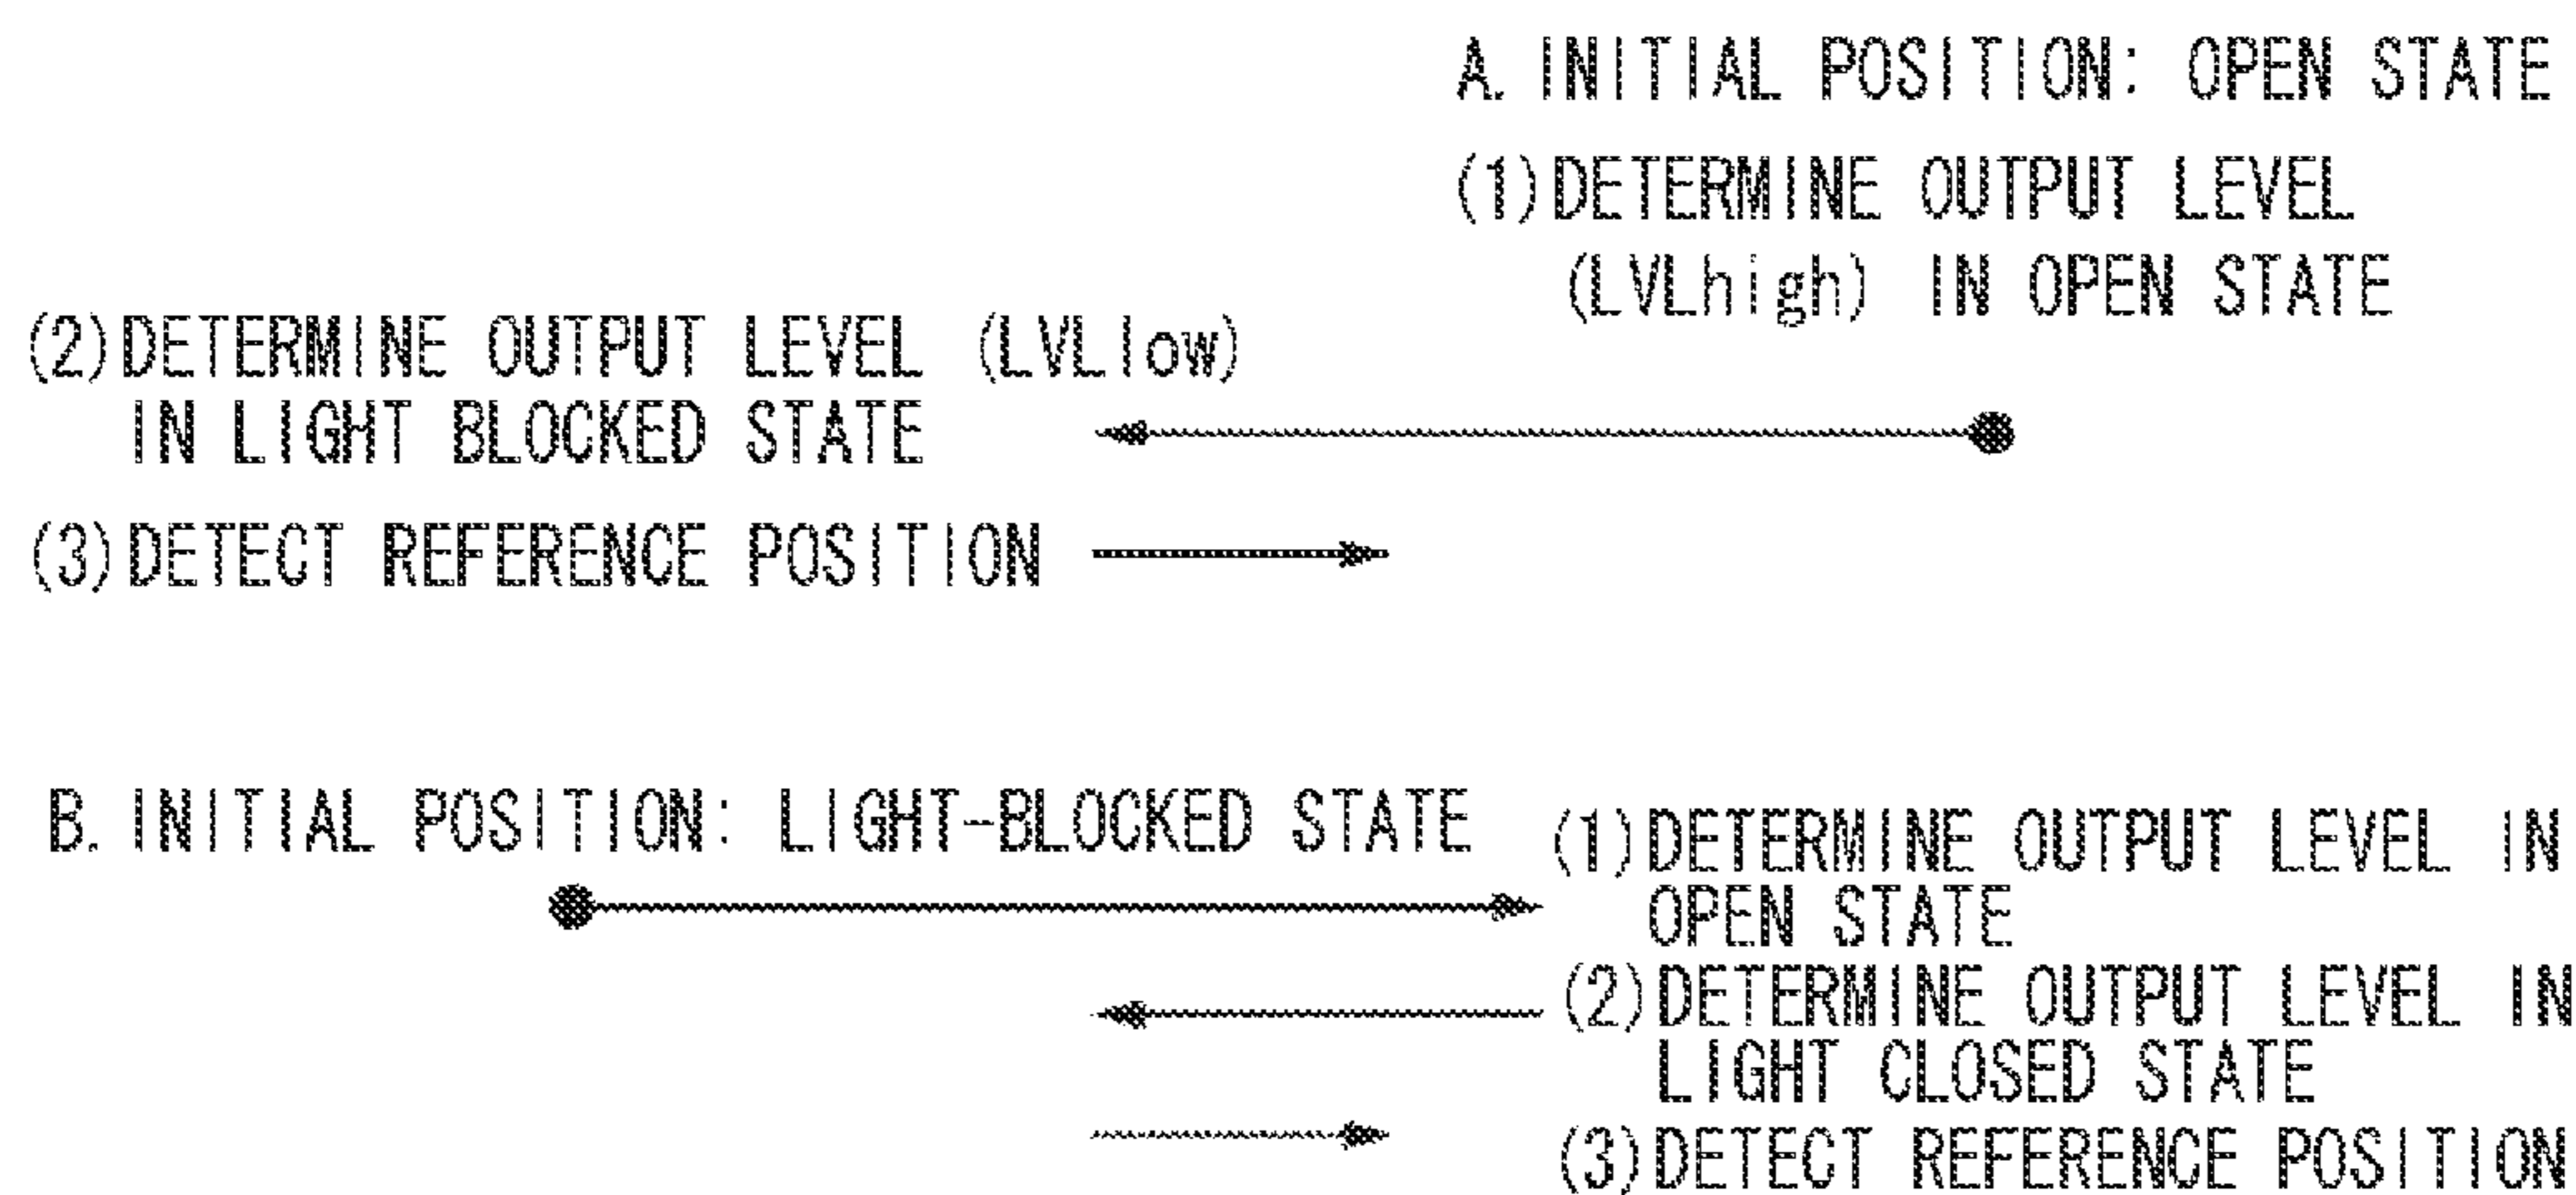 A. INITIAL POSITION: OPEN STATE
(1)DETERMINE OUTPUT LEVEL
(LVLhigh) IN OPEN STATE
(2)DETERMINE OUTPUT LEVEL (LVLlow)
IN LIGHT BLOCKED STATE
(3)DETECT REFERENCE POSITION
B. INITIAL POSITION: LIGHT-BLOCKED STATE
(1)DETERMINE OUTPUT LEVEL IN
OPEN STATE
(2)DETERMINE OUTPUT LEVEL IN
LIGHT CLOSED STATE
(3)DETECT REFERENCE POSITION